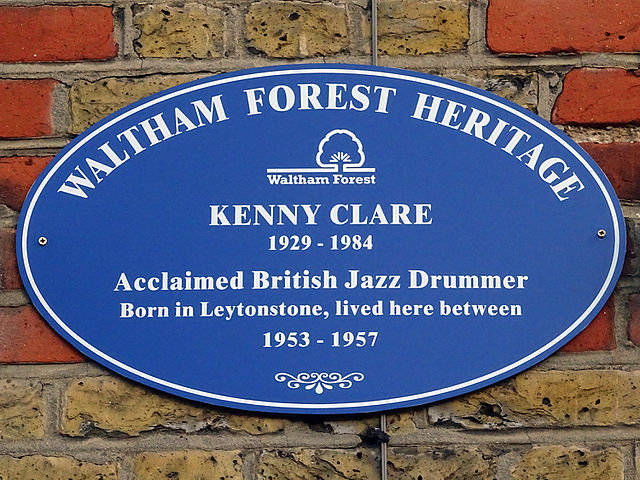 WALTHAM FOREST HERITAGE
Waltham Forest
KENNY CLARE
1929 - 1984
Acclaimed British Jazz Drummer
Born in Leytonstone, lived here between
1953 - 1957